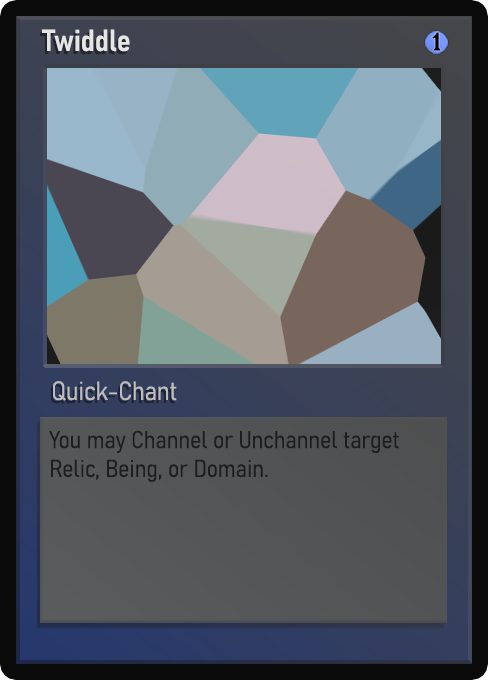 Twiddle
1
Quick-Chant
You may Channel or Unchannel target
Relic, Being, or Domain.